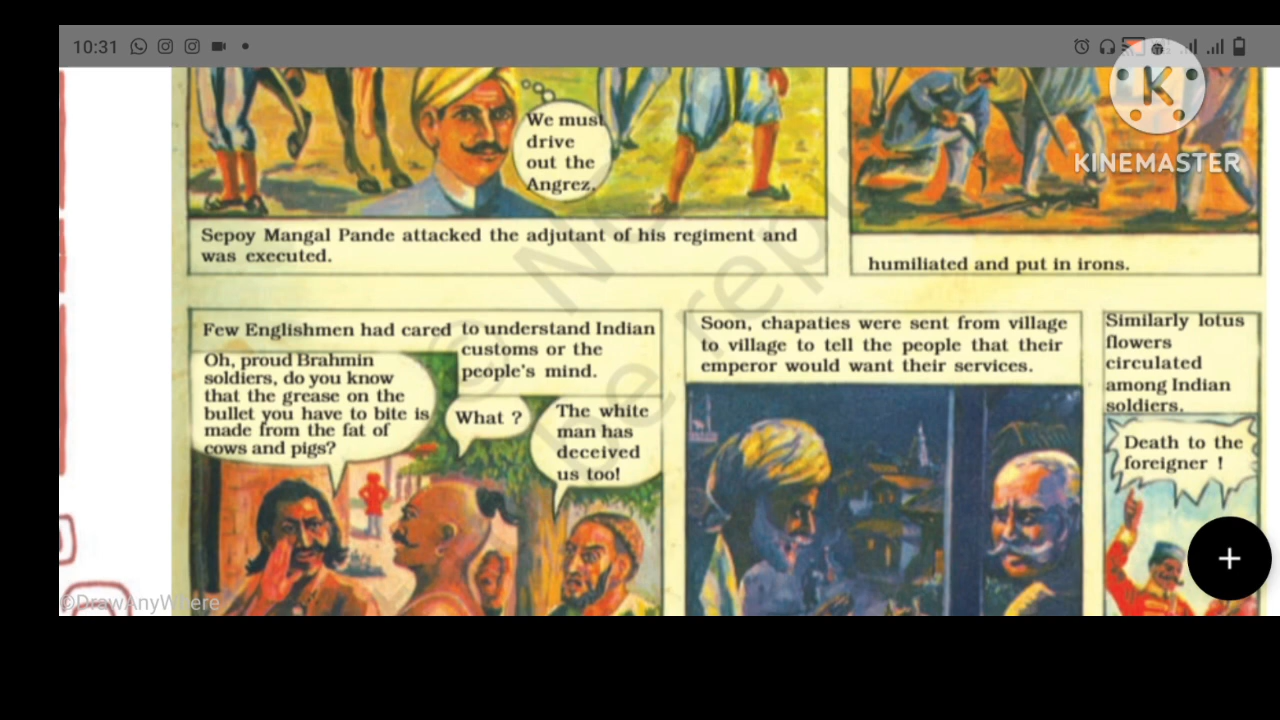 10:31
KINEMASTER
We must
drive
out the
Angrez.
Sepoy Mangal Pande attacked the adjutant of his regiment and
was executed.
humiliated and put in irons.
Few Englishmen had cared to understand Indian
customs or the
people's mind.
Oh, proud Brahmin
soldiers, do you know
that the grease on the
bullet you have to bite is
made from the fat of
cows and pigs?
What ?
The white
man has
deceived
us too!
Soon, chapaties were sent from village
to village to tell the people that their
emperor would want their services.
Similarly lotus
flowers
circulated
among Indian
soldiers.
Death to the
foreigner !
©DrawAnyWhere